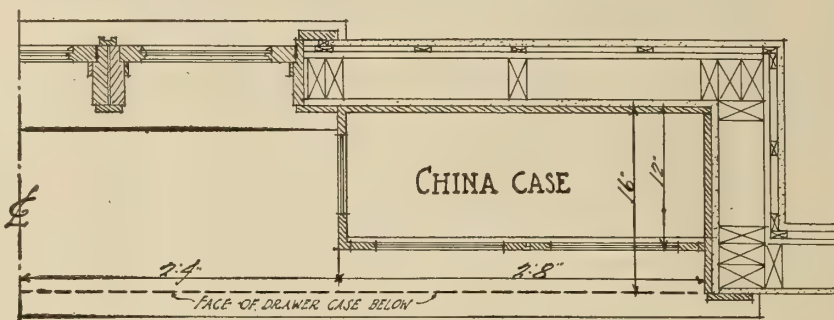 CHINA CASE
16"
12"
℄
2'-4"
2'-8"
FACE OF DRAWER CASE BELOW